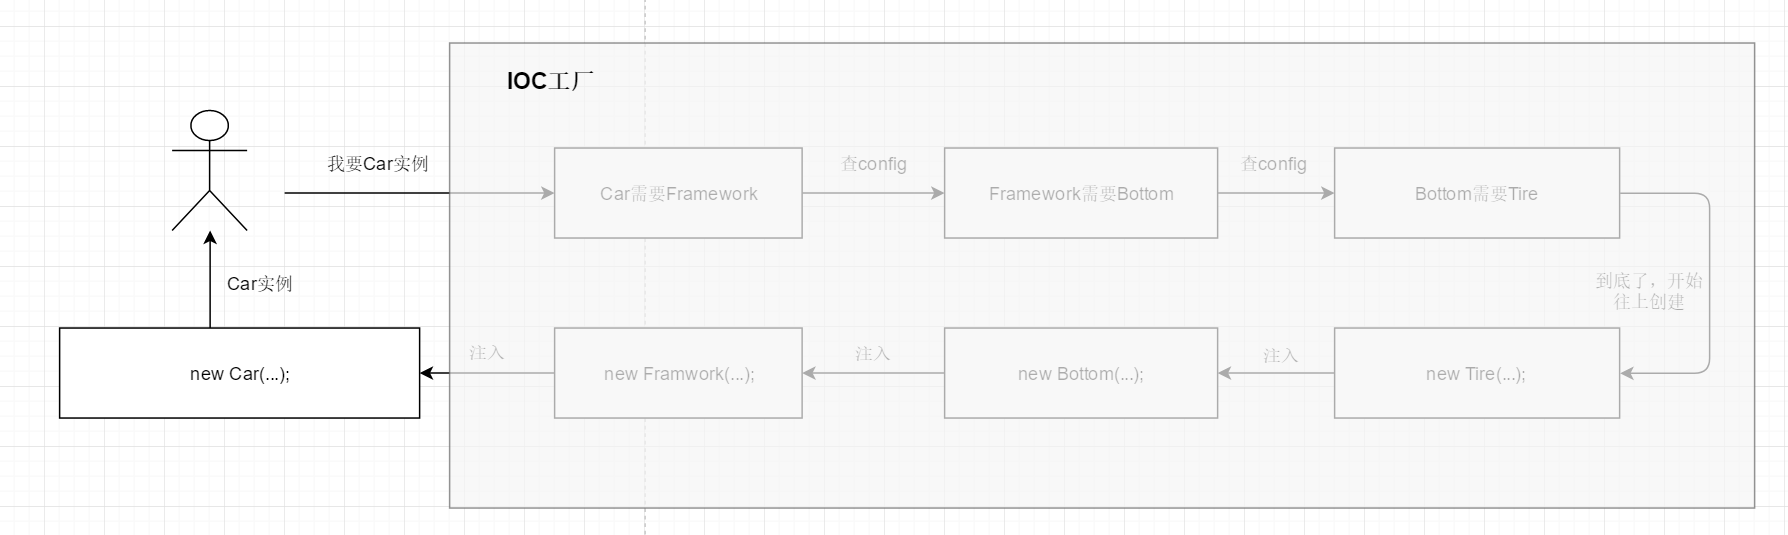 IOC工厂
我要Car实例
Car需要Framework
查config
Framework需要Bottom
查config
Bottom需要Tire
到底了，开始
往上创建
Car实例
new Car(...);
注入
new Framwork(...);
注入
new Bottom(...);
注入
new Tire(...);